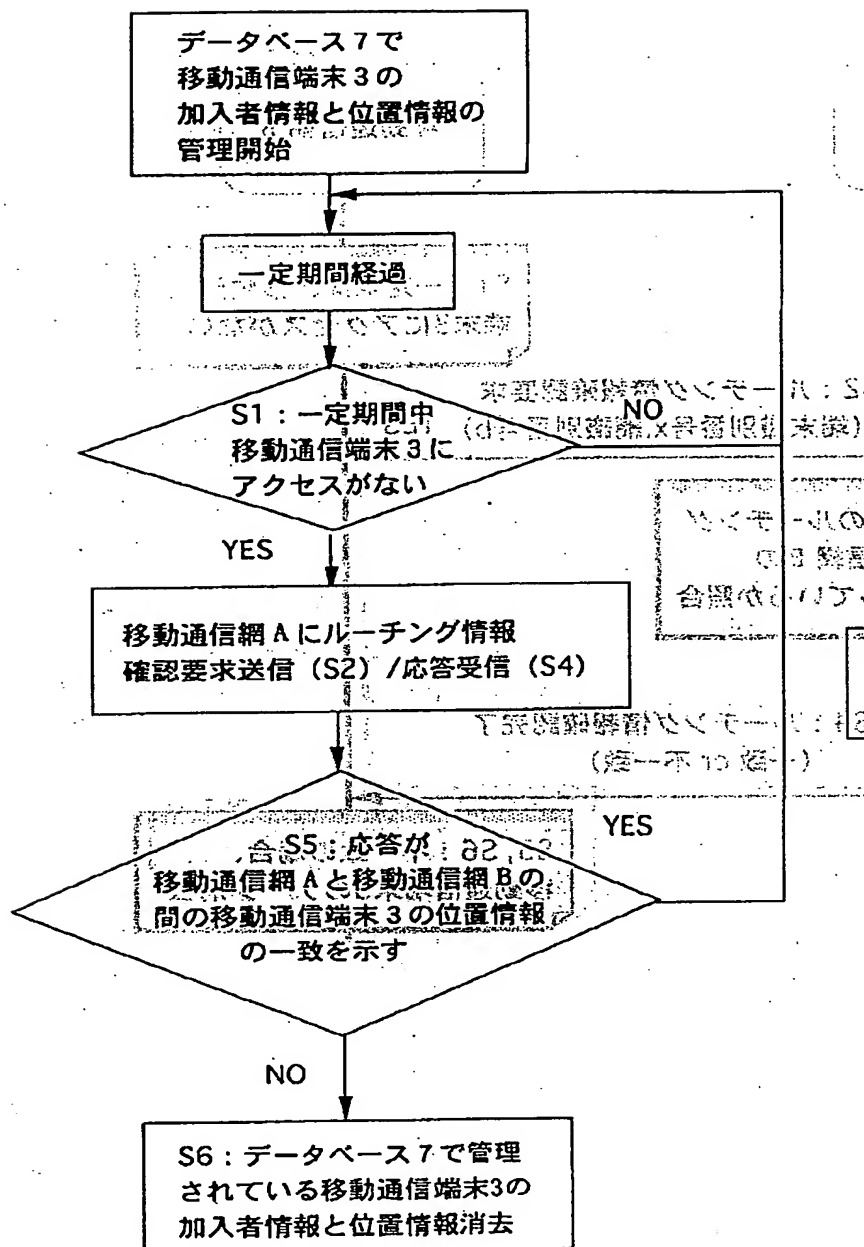 データベース7で
移動通信端末3の
加入者情報と位置情報の
管理開始
一定期間経過
S1:一定期間中
移動通信端末3に
アクセスがない
NO
YES
移動通信網Aにルーチング情報
確認要求送信(S2)/応答受信(S4)
S5:応答が
移動通信網Aと移動通信網Bの
間の移動通信端末3の位置情報
の一致を示す
YES
NO
S6:データベース7で管理
されている移動通信端末3の
加入者情報と位置情報消去